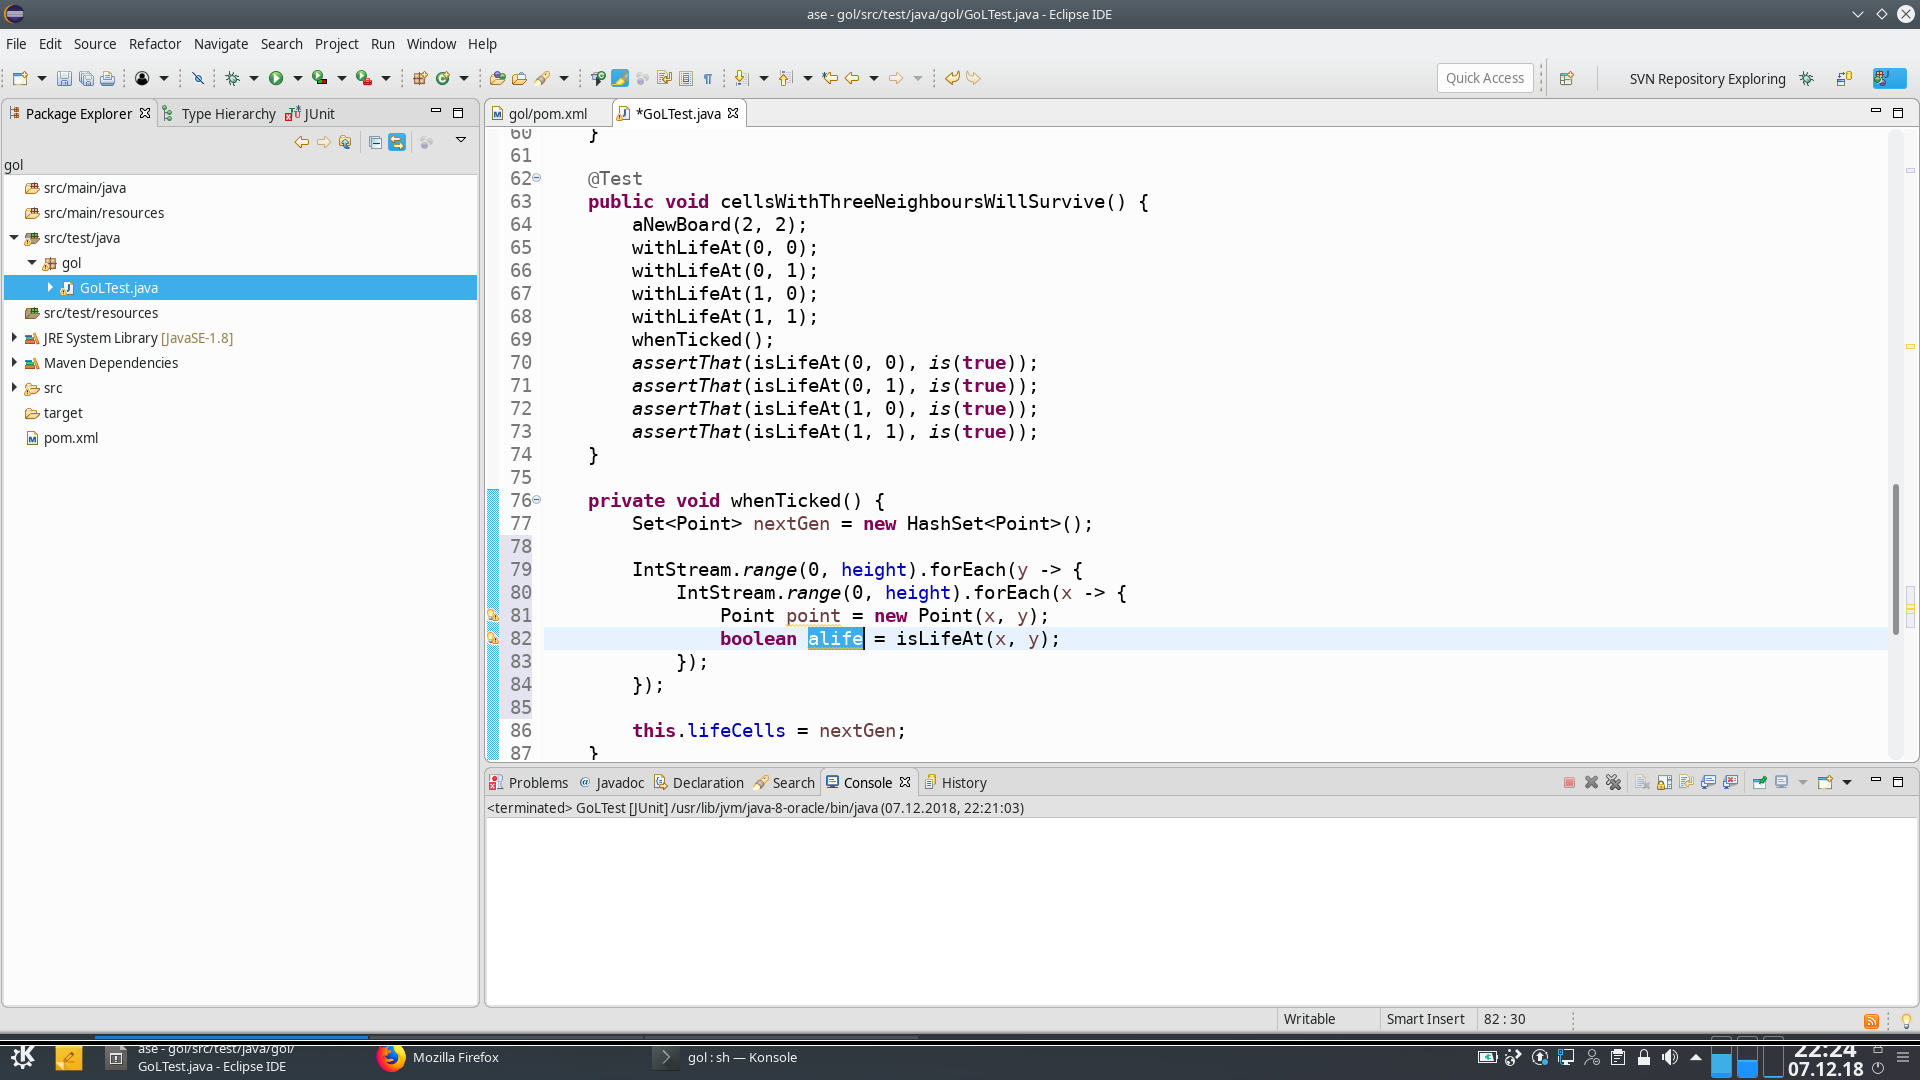 ase - gol/src/test/java/gol/GoLTest.java - Eclipse IDE
File Edit Source Refactor Navigate Search Project Run Window Help
Quick Access
SVN Repository Exploring
Package Explorer Type Hierarchy JUnit
gol
src/main/java
src/main/resources
src/test/java
gol
GoLTest.java
src/test/resources
JRE System Library [JavaSE-1.8]
Maven Dependencies
src
target
pom.xml
gol/pom.xml *GoLTest.java
60     }
61
62     @Test
63     public void cellsWithThreeNeighboursWillSurvive() {
64         aNewBoard(2, 2);
65         withLifeAt(0, 0);
66         withLifeAt(0, 1);
67         withLifeAt(1, 0);
68         withLifeAt(1, 1);
69         whenTicked();
70         assertThat(isLifeAt(0, 0), is(true));
71         assertThat(isLifeAt(0, 1), is(true));
72         assertThat(isLifeAt(1, 0), is(true));
73         assertThat(isLifeAt(1, 1), is(true));
74     }
75
76     private void whenTicked() {
77         Set<Point> nextGen = new HashSet<Point>();
78
79         IntStream.range(0, height).forEach(y -> {
80             IntStream.range(0, height).forEach(x -> {
81                 Point point = new Point(x, y);
82                 boolean alife = isLifeAt(x, y);
83             });
84         });
85
86         this.lifeCells = nextGen;
87     }
Problems Javadoc Declaration Search Console History
<terminated> GoLTest [JUnit] /usr/lib/jvm/java-8-oracle/bin/java (07.12.2018, 22:21:03)
Writable Smart Insert 82 : 30
ase - gol/src/test/java/gol/
GoLTest.java - Eclipse IDE
Mozilla Firefox
gol : sh — Konsole
22:24
07.12.18